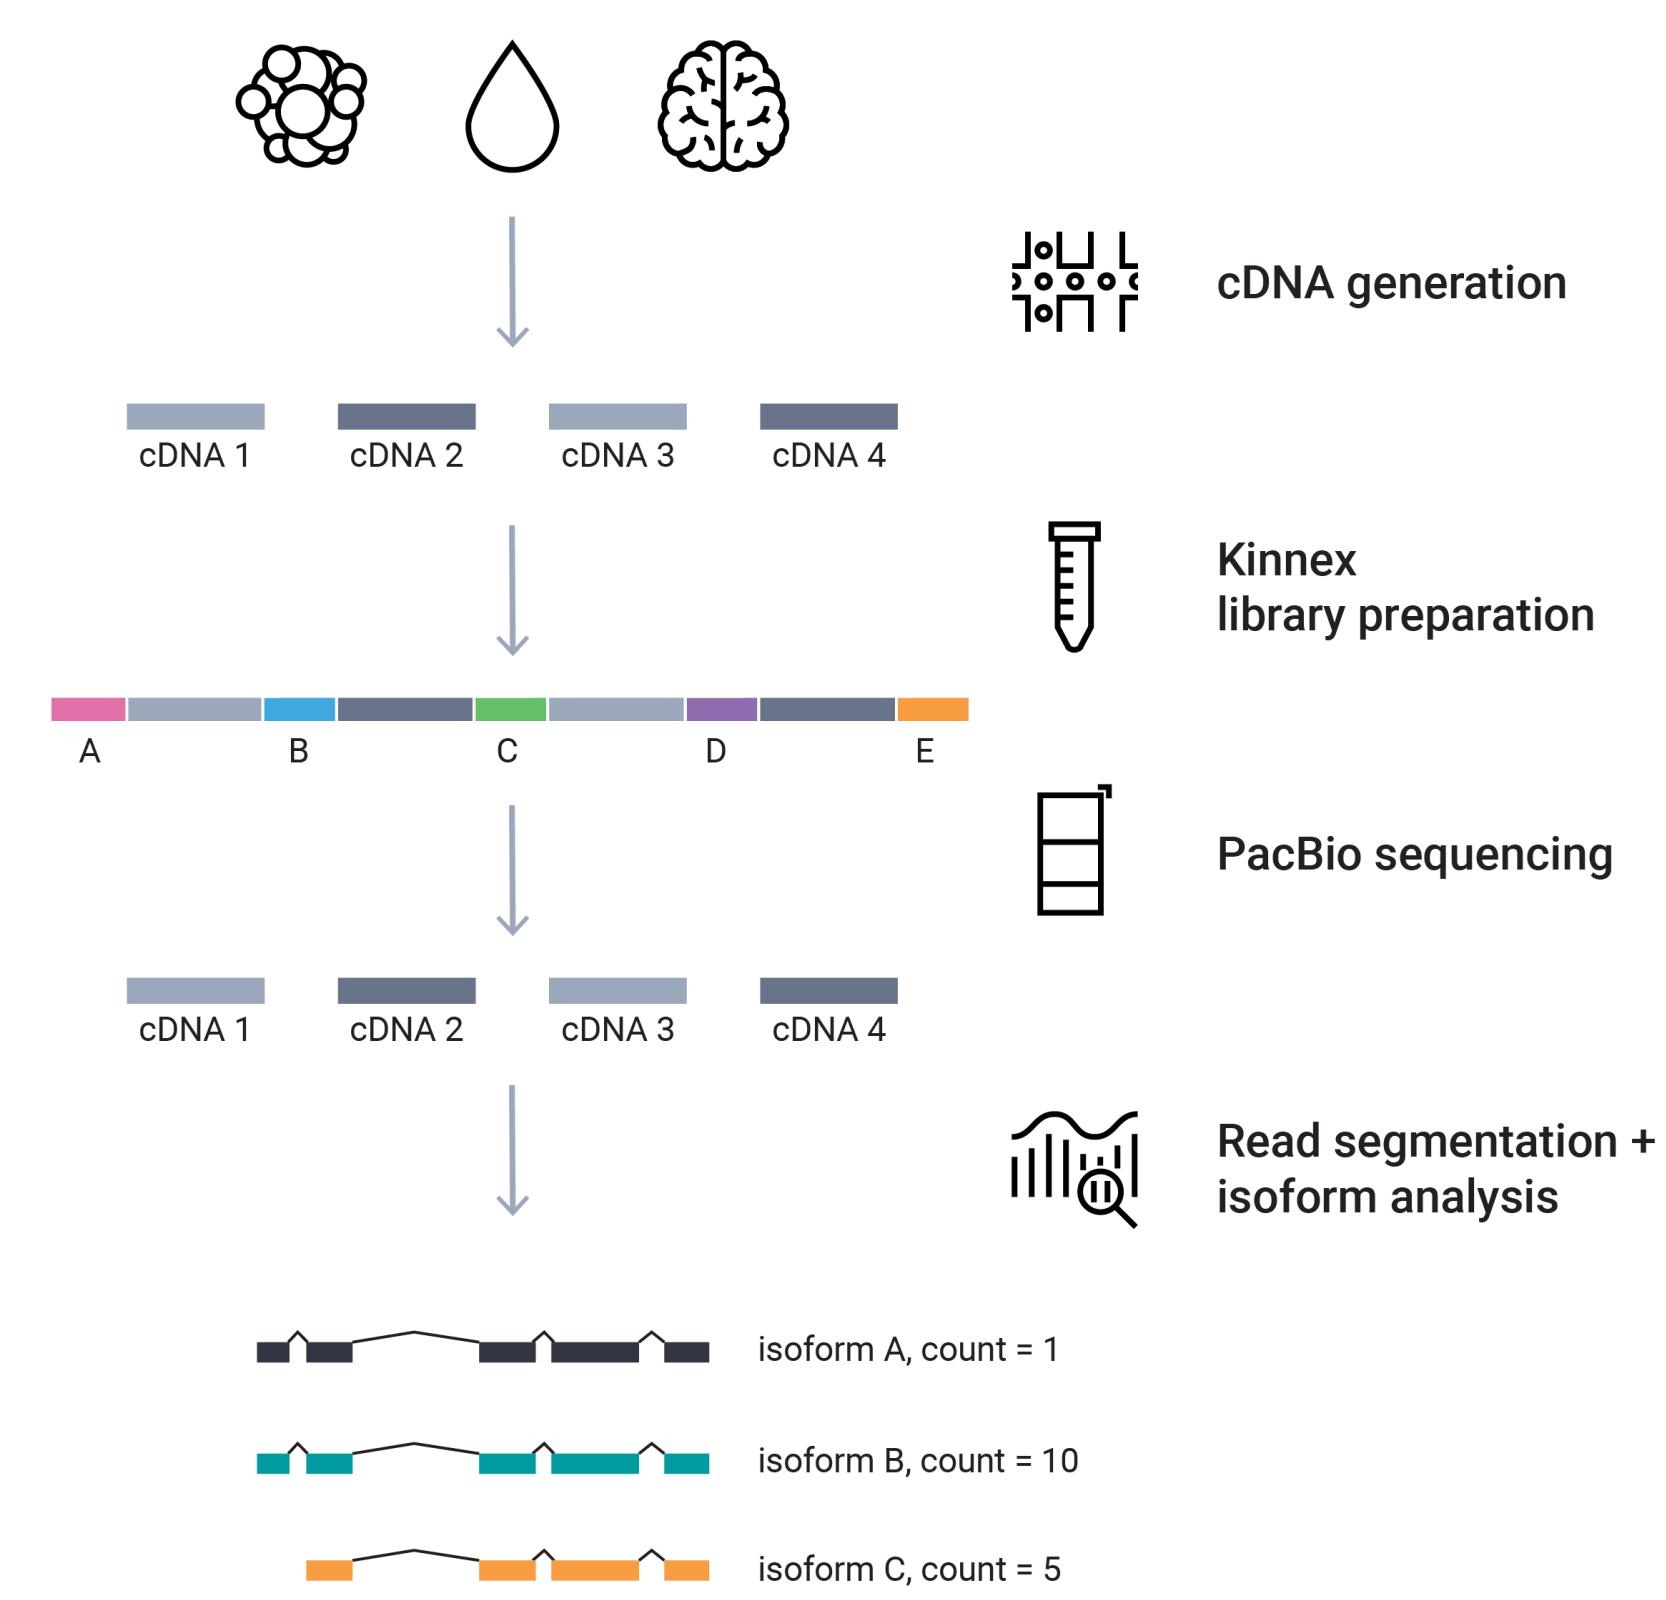 cDNA generation
cDNA 1
cDNA 2
cDNA 3
cDNA 4
Kinnex
library preparation
A
B
C
D
E
PacBio sequencing
cDNA 1
cDNA 2
cDNA 3
cDNA 4
Read segmentation +
isoform analysis
isoform A, count = 1
isoform B, count = 10
isoform C, count = 5